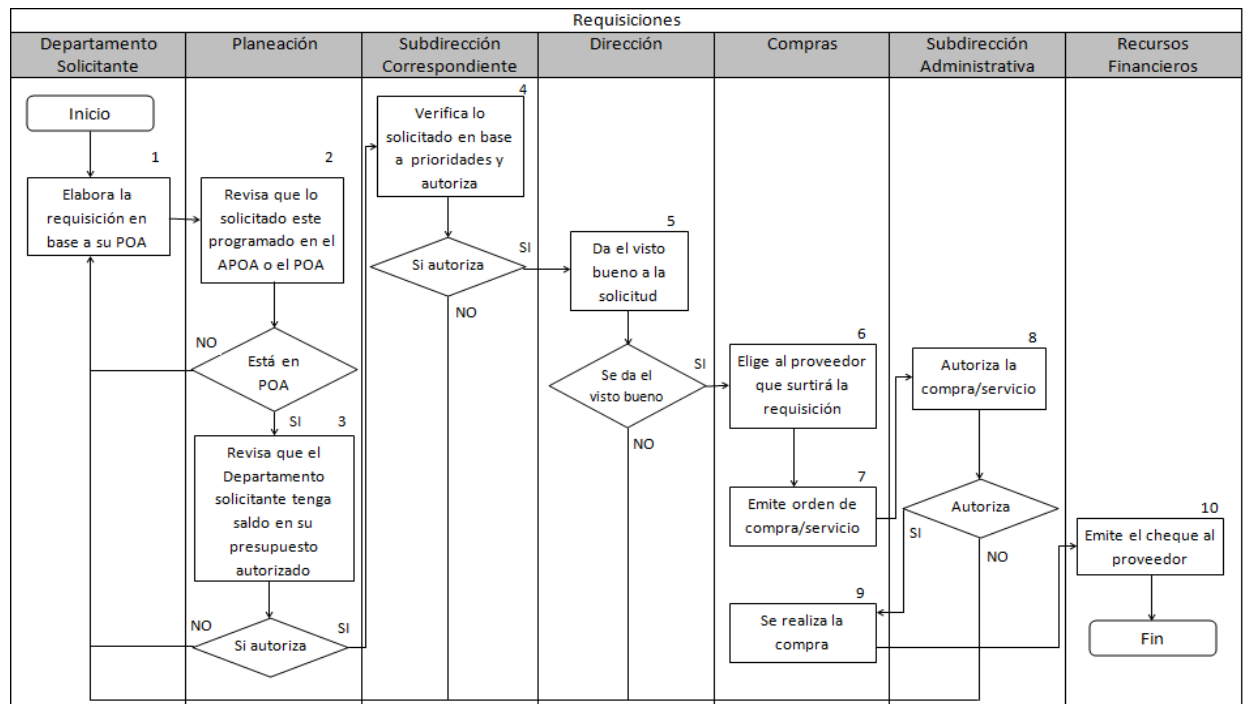 Requisiciones
Departamento
Solicitante
Planeación
Subdirección
Correspondiente
Dirección
Compras
Subdirección
Administrativa
Recursos
Financieros
Inicio
1
Elabora la
requisición en
base a su POA
2
Revisa que lo
solicitado este
programado en el
APOA o el POA
NO
Está en
POA
SI
3
Revisa que el
Departamento
solicitante tenga
saldo en su
presupuesto
autorizado
NO
Si autoriza
SI
4
Verifica lo
solicitado en base
a prioridades y
autoriza
Si autoriza
SI
NO
5
Da el visto
bueno a la
solicitud
Se da el
visto bueno
SI
NO
6
Elige al proveedor
que surtirá la
requisición
7
Emite orden de
compra/servicio
8
Autoriza la
compra/servicio
Autoriza
SI
NO
9
Se realiza la
compra
10
Emite el cheque al
proveedor
Fin